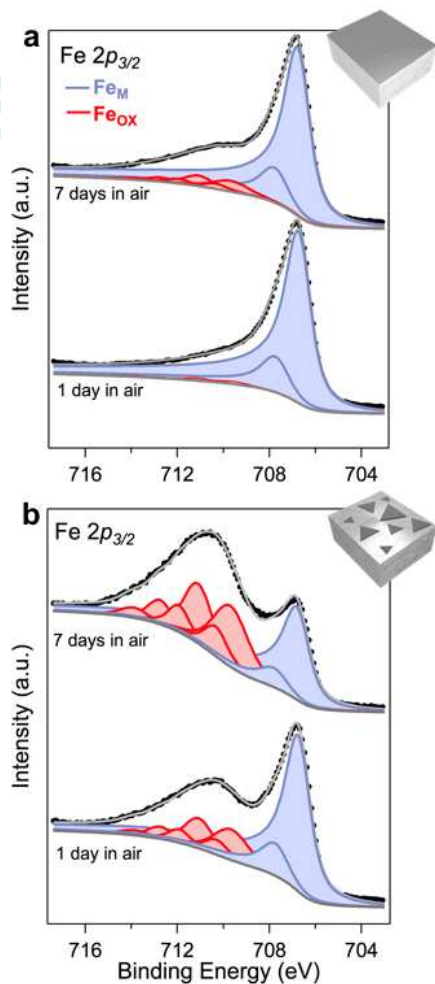 a
Fe 2p3/2
FeM
FeOX
7 days in air
1 day in air
Intensity (a.u.)
716 712 708 704
b
Fe 2p3/2
7 days in air
1 day in air
Intensity (a.u.)
716 712 708 704
Binding Energy (eV)